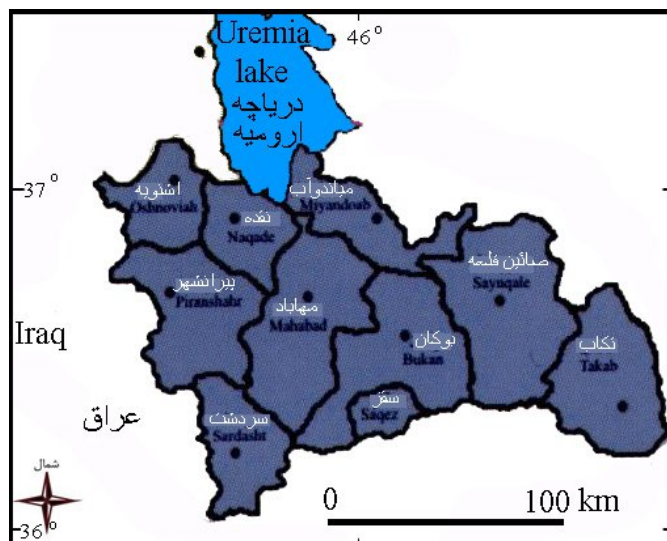 Uremia
lake
دریاچه
ارومیه
46°
37°
اشنویه
Oshnoviah
نقده
Naqade
میاندوآب
Miyandoab
صائین قلعه
Sayuqale
پیرانشهر
Piranshahr
مهاباد
Mahabad
بوکان
Bukan
تکاب
Takab
Iraq
عراق
سردشت
Sardasht
سقز
Saqez
شمال
36°
0
100 km